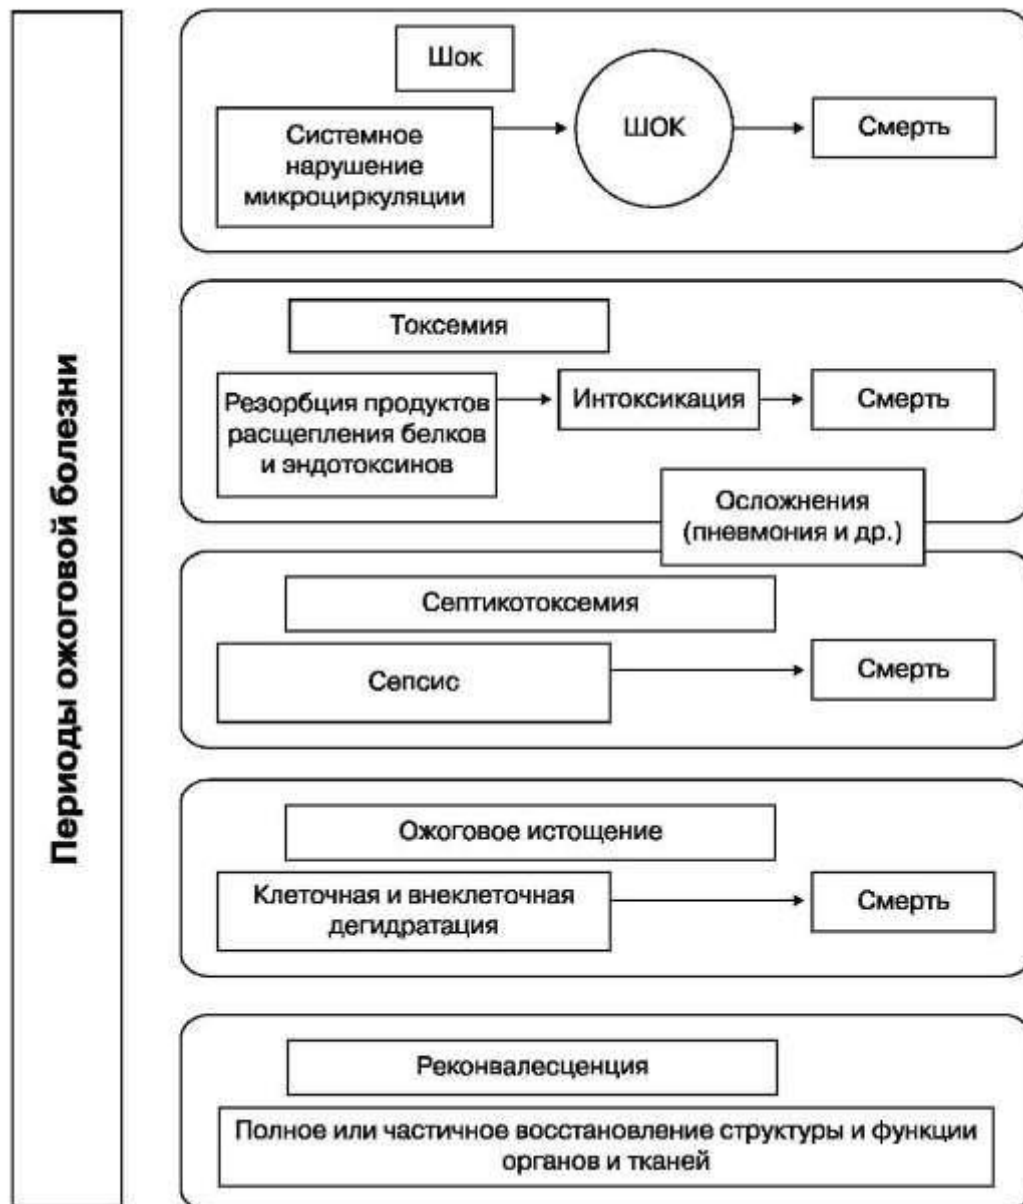 Периоды ожоговой болезни
Шок
Системное
нарушение
микроциркуляции
ШОК
Смерть
Токсемия
Резорбция продуктов
расщепления белков
и эндотоксинов
Интоксикация
Смерть
Осложнения
(пневмония и др.)
Септикотоксемия
Сепсис
Смерть
Ожоговое истощение
Клеточная и внеклеточная
дегидратация
Смерть
Реконвалесценция
Полное или частичное восстановление структуры и функции
органов и тканей